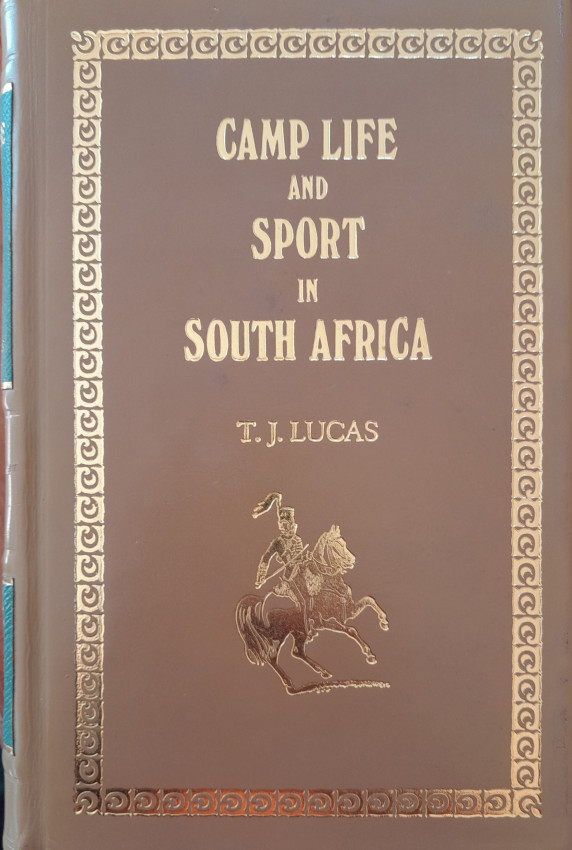 CAMP LIFE
AND
SPORT
IN
SOUTH AFRICA
T. J. LUCAS